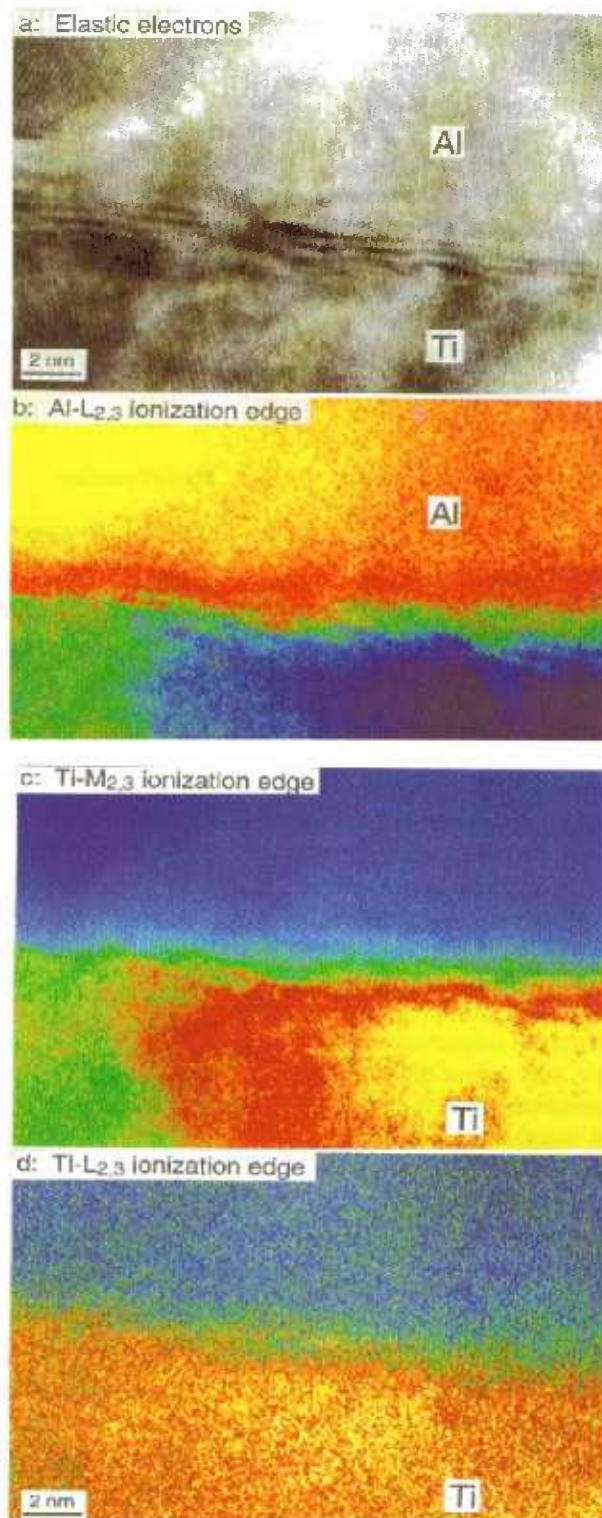 a: Elastic electrons
Al
Ti
2 nm
b: Al-L2,3 ionization edge
Al
c: Ti-M2,3 ionization edge
Ti
d: Ti-L2,3 ionization edge
Ti
2 nm